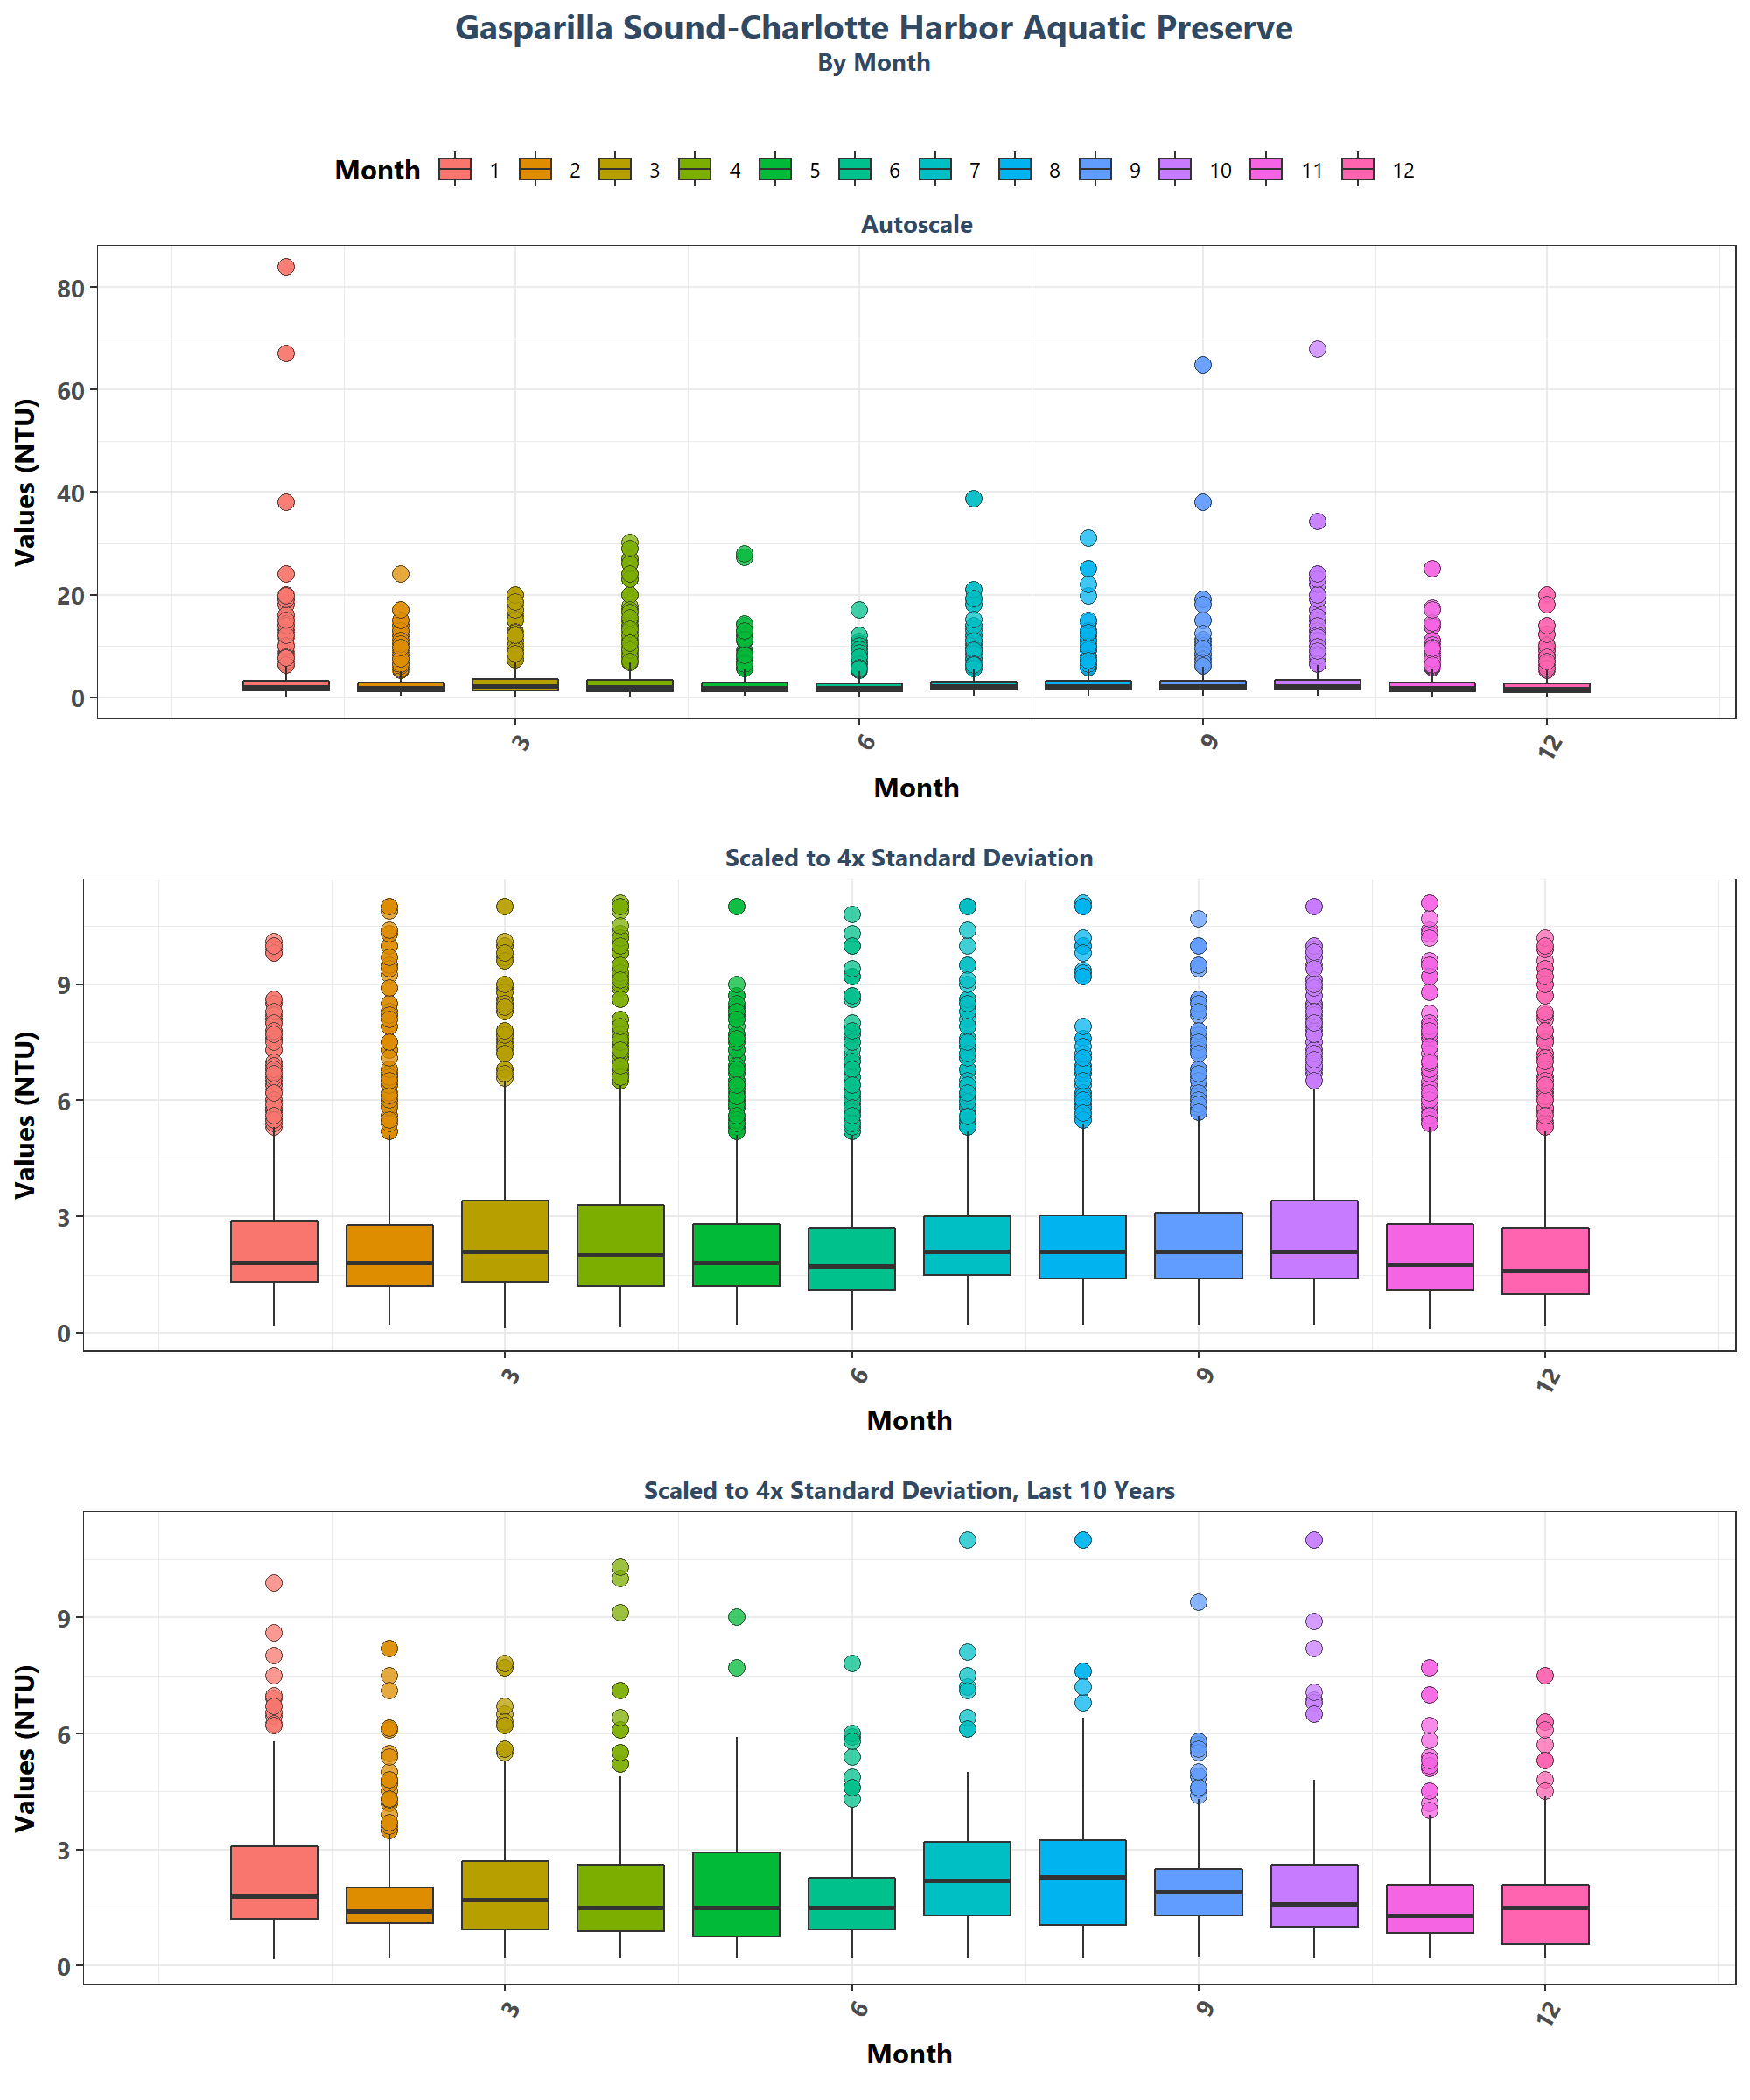 Gasparilla Sound-Charlotte Harbor Aquatic Preserve
By Month
Month 1 2 3 4 5 6 7 8 9 10 11 12
Autoscale
Values (NTU)
80
60
40
20
0
3 6 9 12
Month
Scaled to 4x Standard Deviation
Values (NTU)
9
6
3
0
3 6 9 12
Month
Scaled to 4x Standard Deviation, Last 10 Years
Values (NTU)
9
6
3
0
3 6 9 12
Month